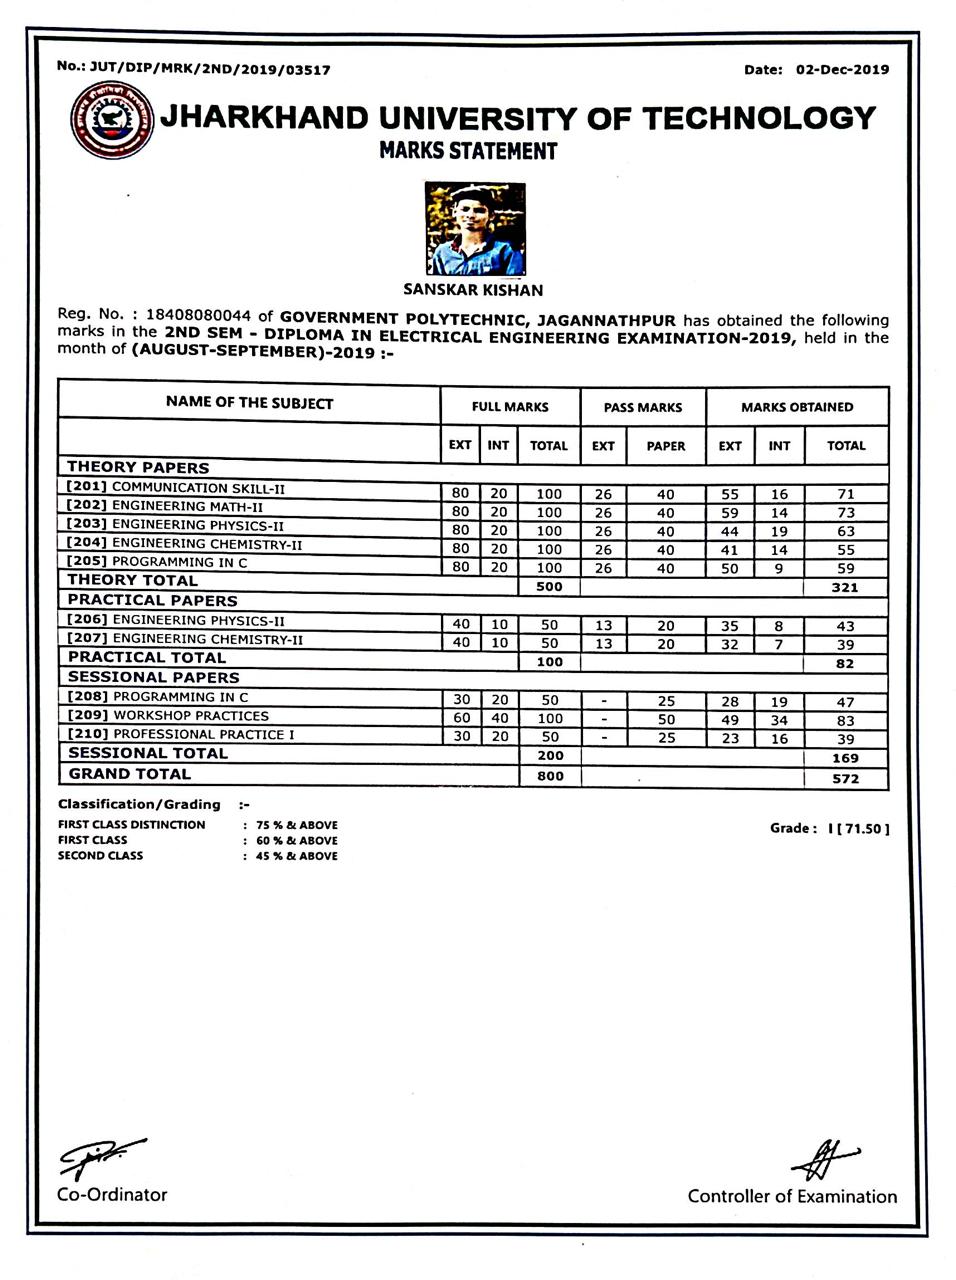 No.: JUT/DIP/MRK/2ND/2019/03517 Date: 02-Dec-2019
JHARKHAND UNIVERSITY OF TECHNOLOGY
MARKS STATEMENT
SANSKAR KISHAN
Reg. No. : 18408080044 of GOVERNMENT POLYTECHNIC, JAGANNATHPUR has obtained the following
marks in the 2ND SEM - DIPLOMA IN ELECTRICAL ENGINEERING EXAMINATION-2019, held in the
month of (AUGUST-SEPTEMBER)-2019 :-
NAME OF THE SUBJECT FULL MARKS PASS MARKS MARKS OBTAINED
EXT INT TOTAL EXT PAPER EXT INT TOTAL
THEORY PAPERS
[201] COMMUNICATION SKILL-II 80 20 100 26 40 55 16 71
[202] ENGINEERING MATH-II 80 20 100 26 40 59 14 73
[203] ENGINEERING PHYSICS-II 80 20 100 26 40 44 19 63
[204] ENGINEERING CHEMISTRY-II 80 20 100 26 40 41 14 55
[205] PROGRAMMING IN C 80 20 100 26 40 50 9 59
THEORY TOTAL 500 321
PRACTICAL PAPERS
[206] ENGINEERING PHYSICS-II 40 10 50 13 20 35 8 43
[207] ENGINEERING CHEMISTRY-II 40 10 50 13 20 32 7 39
PRACTICAL TOTAL 100 82
SESSIONAL PAPERS
[208] PROGRAMMING IN C 30 20 50 - 25 28 19 47
[209] WORKSHOP PRACTICES 60 40 100 - 50 49 34 83
[210] PROFESSIONAL PRACTICE I 30 20 50 - 25 23 16 39
SESSIONAL TOTAL 200 169
GRAND TOTAL 800 572
Classification/Grading :-
FIRST CLASS DISTINCTION : 75 % & ABOVE
FIRST CLASS : 60 % & ABOVE
SECOND CLASS : 45 % & ABOVE
Grade : I [ 71.50 ]
Co-Ordinator Controller of Examination